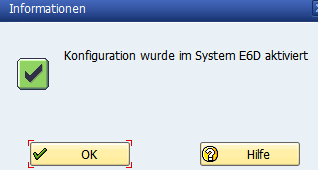 Informationen
Konfiguration wurde im System E6D aktiviert
OK
Hilfe